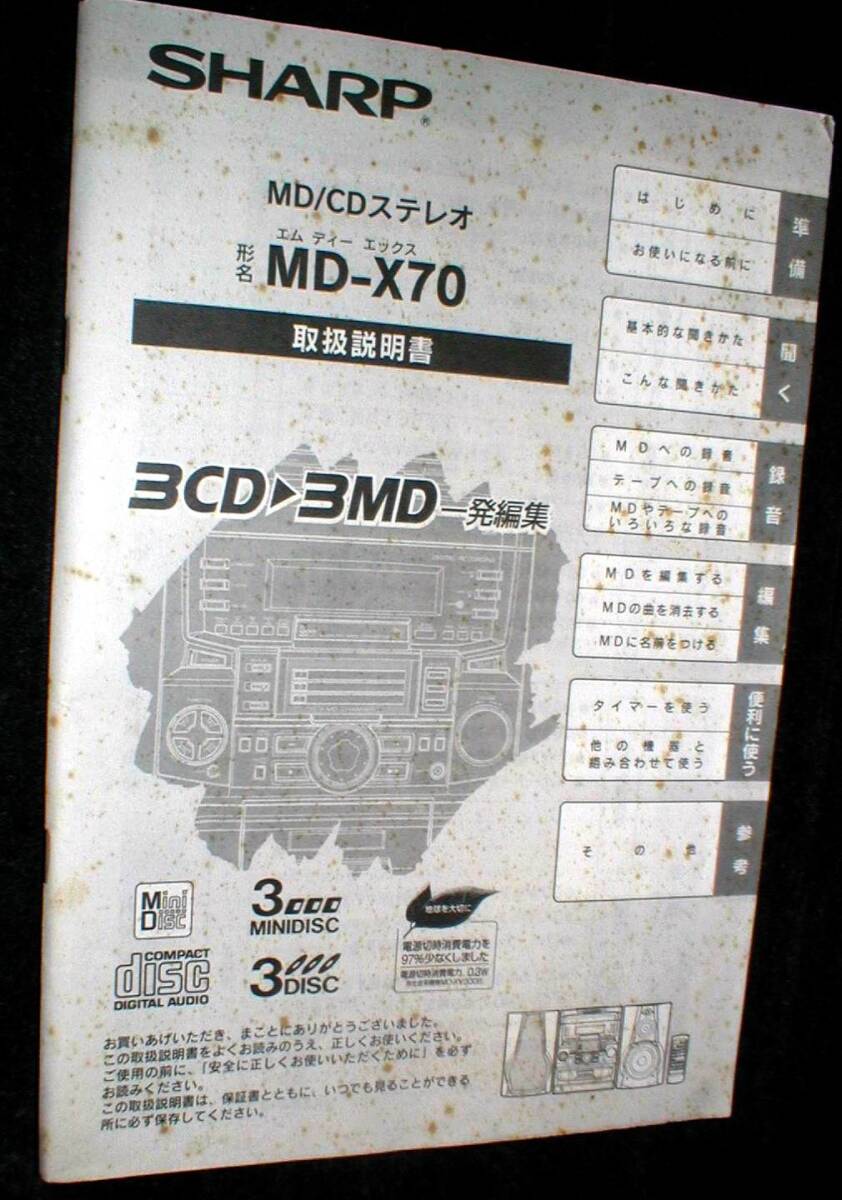 SHARP®
MD/CDステレオ
エム ディー エックス
形名 MD-X70
取扱説明書
3CD▶3MD一発編集
はじめに
お使いになる前に
準備
基本的な聞きかた
こんな聞きかた
聞く
MDへの録音
テープへの録音
MDやテープへの
いろいろな録音
録音
MDを編集する
MDの曲を消去する
MDに名前をつける
編集
タイマーを使う
他の機器と
組み合わせて使う
便利に使う
その他
参考
Mini
Disc
3
MINIDISC
COMPACT
disc
DIGITAL AUDIO
3
DISC
地球を大切に
電源切時消費電力を
97%少なくしました
電源切時消費電力 0.3W
お買いあげいただき、まことにありがとうございました。
この取扱説明書をよくお読みのうえ、正しくお使いください。
ご使用の前に、「安全に正しくお使いいただくために」を必ず
お読みください。
この取扱説明書は、保証書とともに、いつでも見ることができる
所に必ず保存してください。